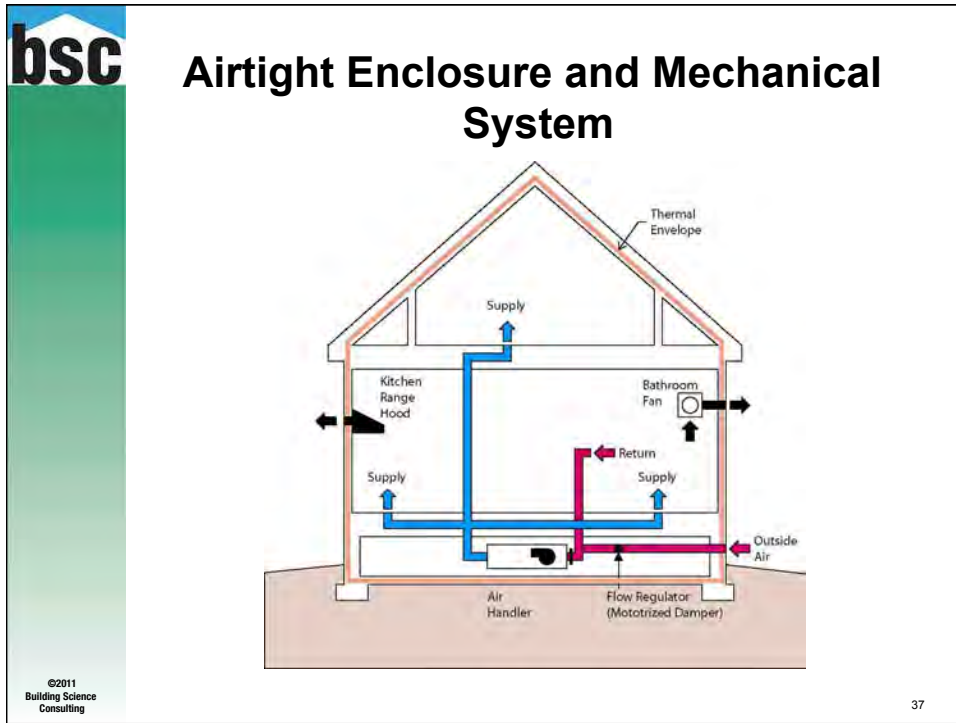 bsc
Airtight Enclosure and Mechanical
System
Thermal
Envelope
Supply
Kitchen
Range
Hood
Bathroom
Fan
Return
Supply
Supply
Outside
Air
Air
Handler
Flow Regulator
(Mototrized Damper)
©2011
Building Science
Consulting
37